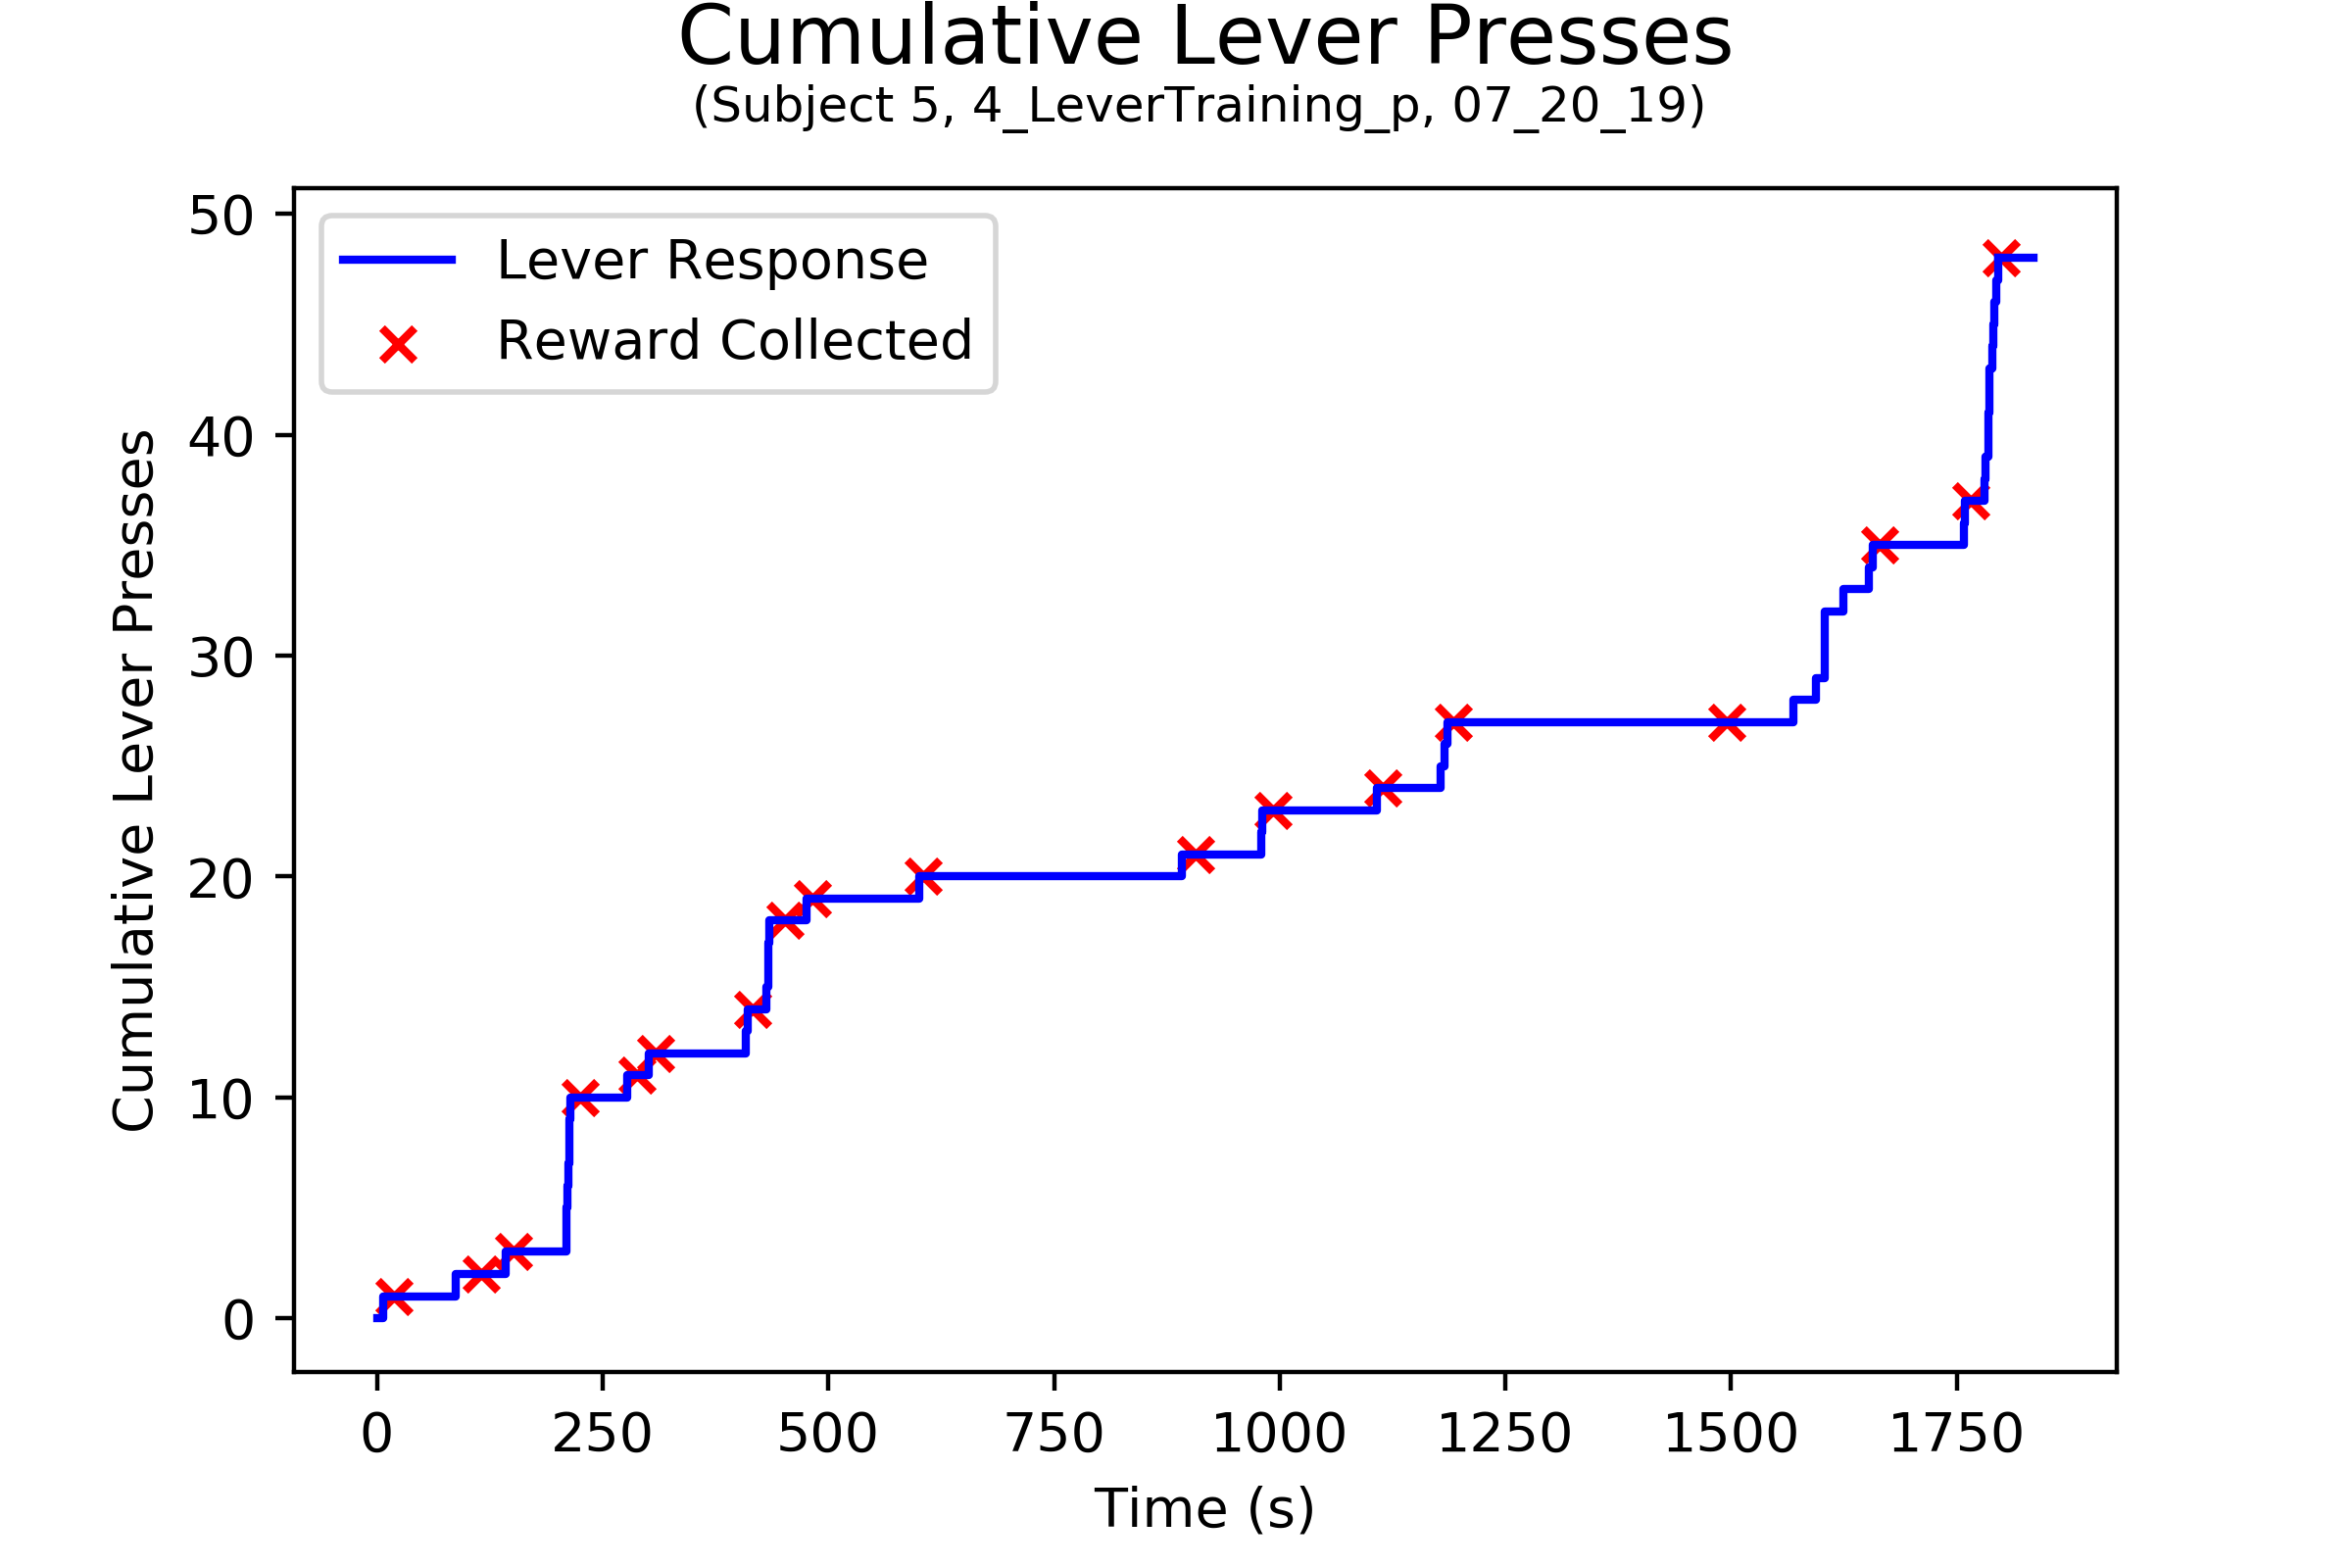 Cumulative Lever Presses
(Subject 5, 4_LeverTraining_p, 07_20_19)
Lever Response
Reward Collected
Cumulative Lever Presses
50
40
30
20
10
0
0 250 500 750 1000 1250 1500 1750
Time (s)